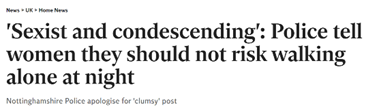 News > UK > Home News
'Sexist and condescending': Police tell
women they should not risk walking
alone at night
Nottinghamshire Police apologise for 'clumsy' post